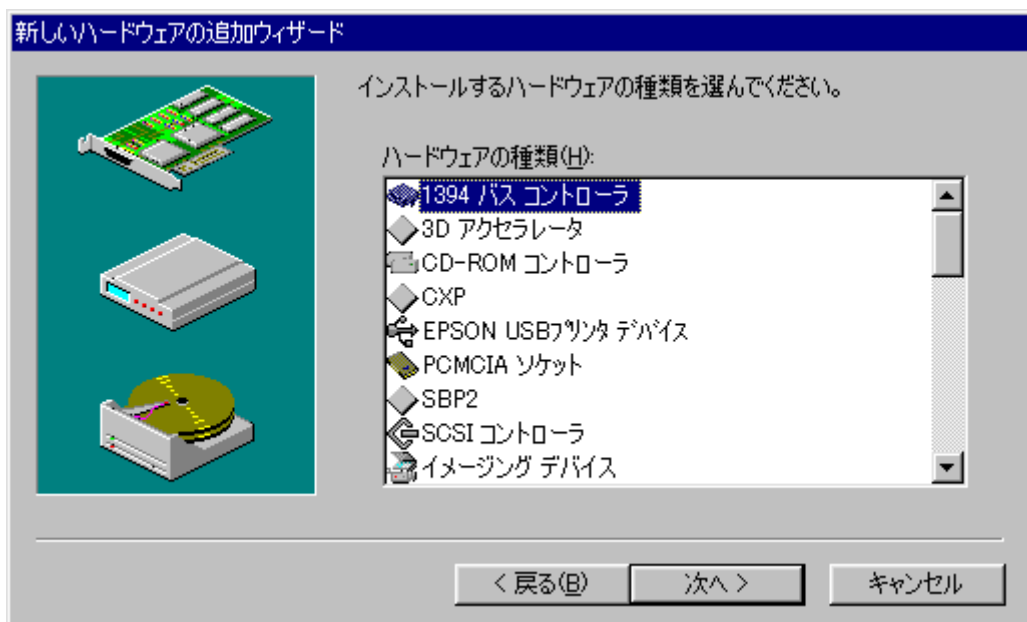 新しいハードウェアの追加ウィザード
インストールするハードウェアの種類を選んでください。
ハードウェアの種類(H):
1394 バス コントローラ
3D アクセラレータ
CD-ROM コントローラ
CXP
EPSON USBﾌﾟﾘﾝﾀ ﾃﾞﾊﾞｲｽ
PCMCIA ソケット
SBP2
SCSI コントローラ
イメージング デバイス
< 戻る(B)
次へ >
キャンセル